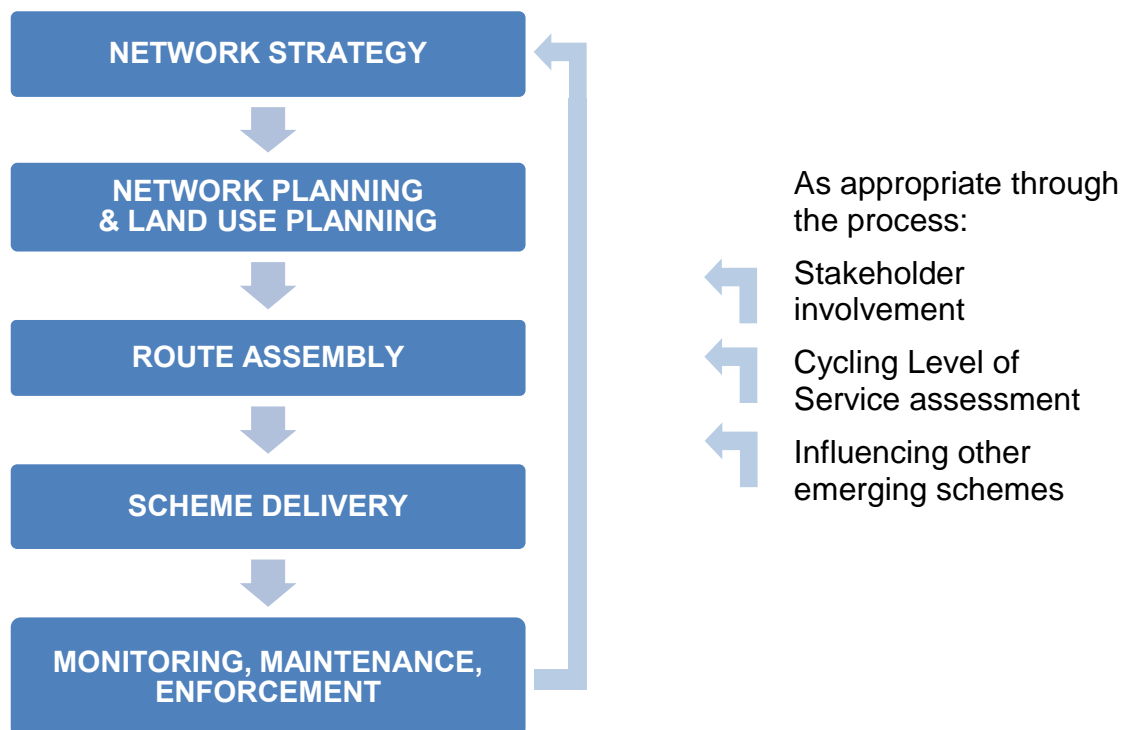 NETWORK STRATEGY
NETWORK PLANNING
& LAND USE PLANNING
ROUTE ASSEMBLY
SCHEME DELIVERY
MONITORING, MAINTENANCE,
ENFORCEMENT
As appropriate through
the process:
Stakeholder
involvement
Cycling Level of
Service assessment
Influencing other
emerging schemes